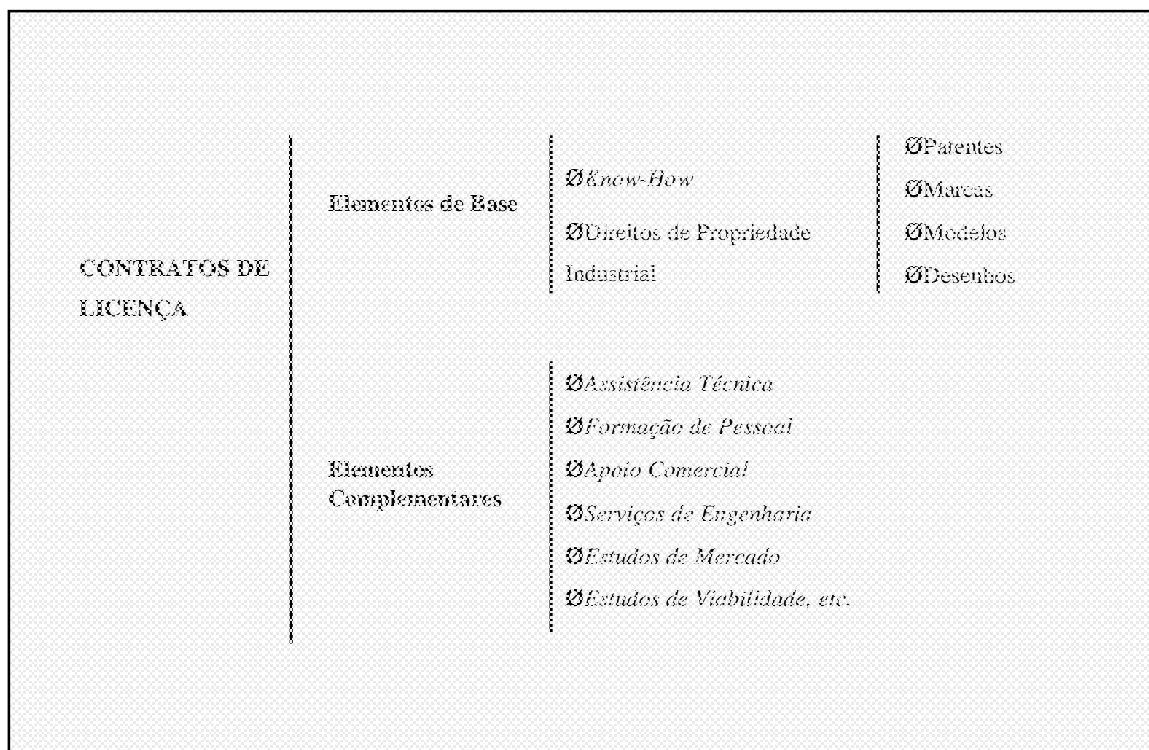 CONTRATOS DE
LICENÇA
Elementos de Base
ØKnow-How
ØDireitos de Propriedade
Industrial
ØPatentes
ØMarcas
ØModelos
ØDesenhos
Elementos
Complementares
ØAssistência Técnica
ØFormação de Pessoal
ØApoio Comercial
ØServiços de Engenharia
ØEstudos de Mercado
ØEstudos de Viabilidade, etc.